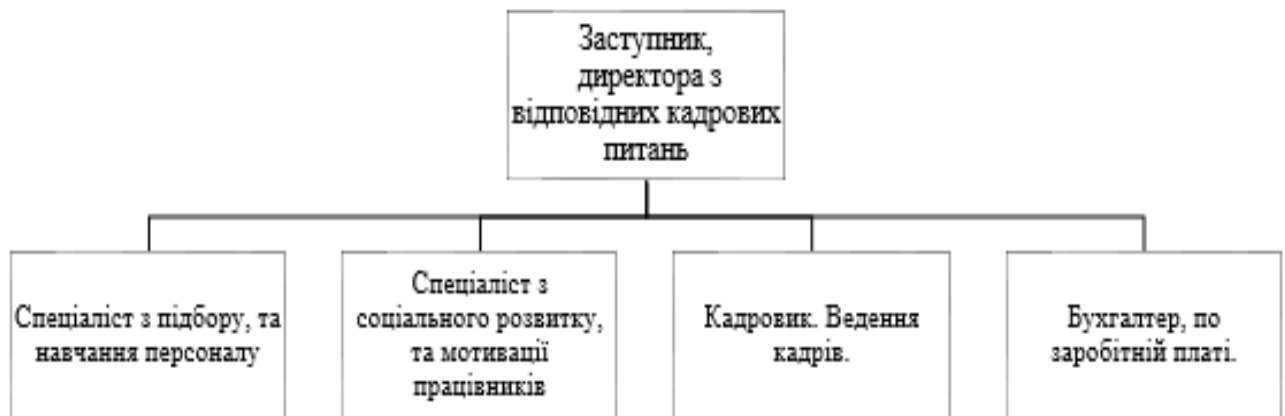 Заступник,
директора з
відповідних кадрових
питань
Спеціаліст з підбору, та
навчання персоналу
Спеціаліст з
соціального розвитку,
та мотивації
працівників
Кадровик. Ведення
кадрів.
Бухгалтер, по
заробітній платі.